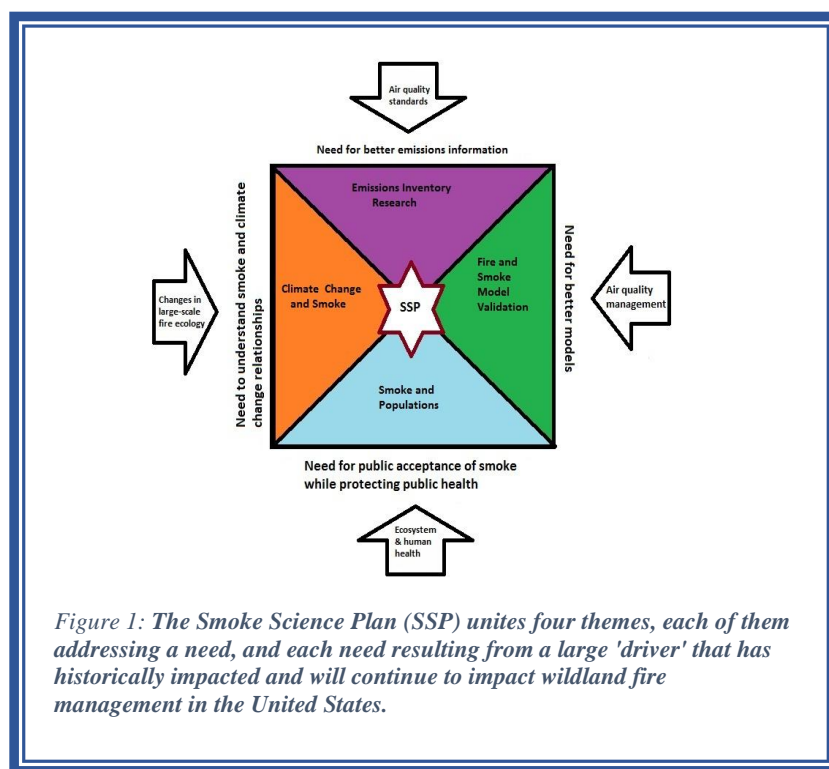 Air quality
standards
Need for better emissions information
Emissions Inventory
Research
Need to understand smoke and climate
change relationships
Changes in
large-scale
fire ecology
Climate Change
and Smoke
SSP
Fire and
Smoke
Model
Validation
Need for better models
Air quality
management
Smoke and
Populations
Need for public acceptance of smoke
while protecting public health
Ecosystem
& human
health
Figure 1: The Smoke Science Plan (SSP) unites four themes, each of them
addressing a need, and each need resulting from a large 'driver' that has
historically impacted and will continue to impact wildland fire
management in the United States.